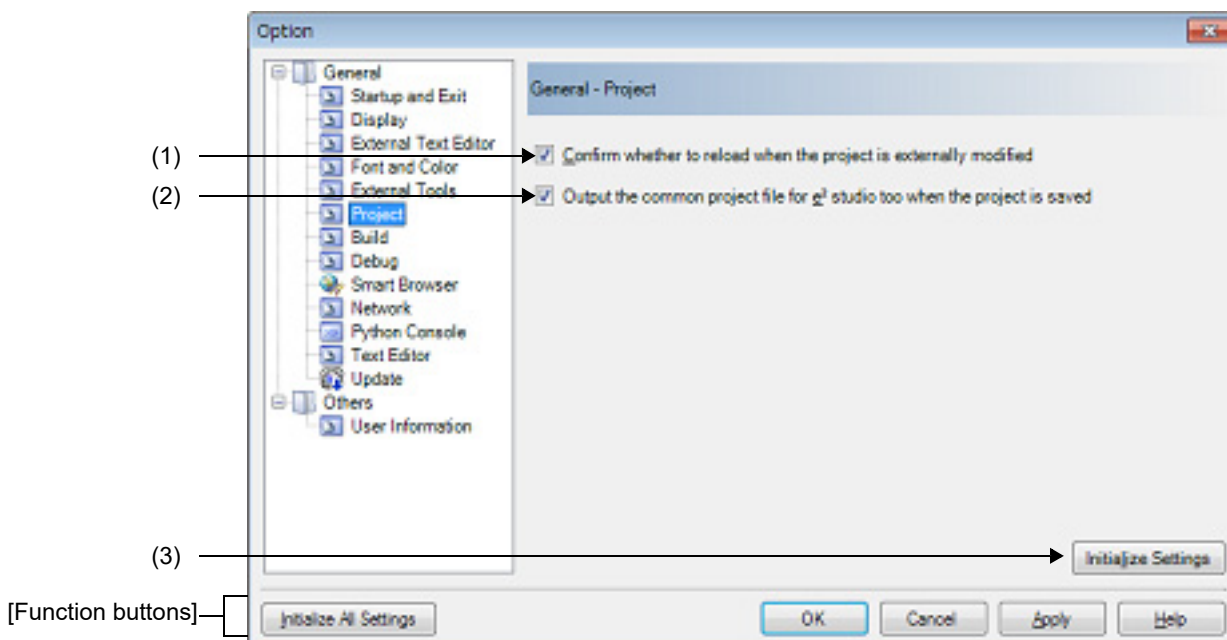 Option
General
Startup and Exit
Display
External Text Editor
Font and Color
External Tools
Project
Build
Debug
Smart Browser
Network
Python Console
Text Editor
Update
Others
User Information
General - Project
(1)
Confirm whether to reload when the project is externally modified
(2)
Output the common project file for e² studio too when the project is saved
(3)
Initialize Settings
[Function buttons]
Initialize All Settings
OK
Cancel
Apply
Help